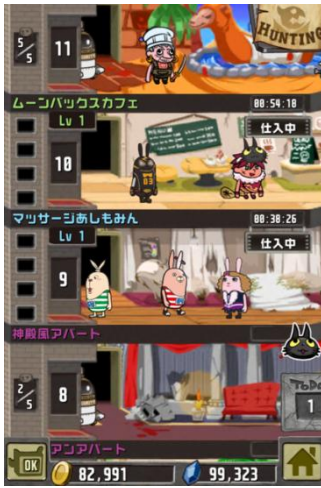 5/5
11
HUNTING
ムーンバックスカフェ
00:54:18
Lv 1
仕入中
10
マッサージあしもみん
00:38:26
Lv 1
仕入中
9
神殿風アパート
2/5
8
TODA
1
アンアパート
OK
82,991
99,323